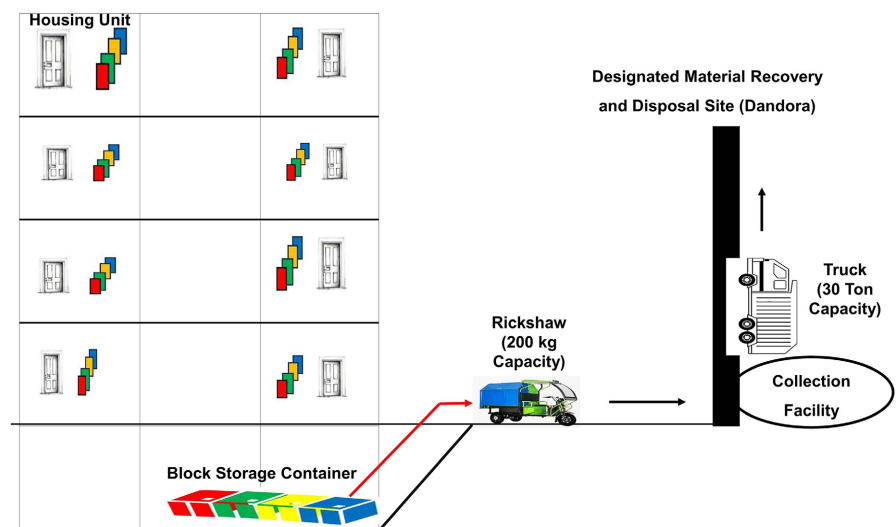 Housing Unit
Designated Material Recovery
and Disposal Site (Dandora)
Truck
(30 Ton
Capacity)
Rickshaw
(200 kg
Capacity)
Collection
Facility
Block Storage Container